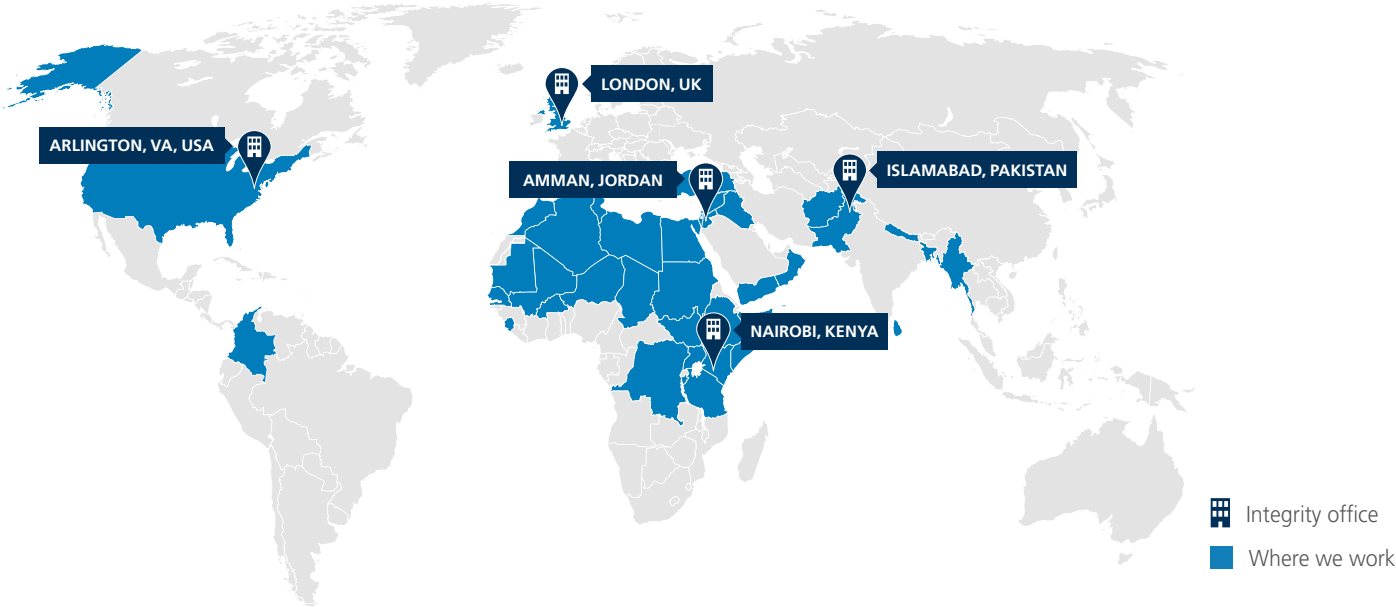 LONDON, UK
ARLINGTON, VA, USA
AMMAN, JORDAN
ISLAMABAD, PAKISTAN
NAIROBI, KENYA
Integrity office
Where we work